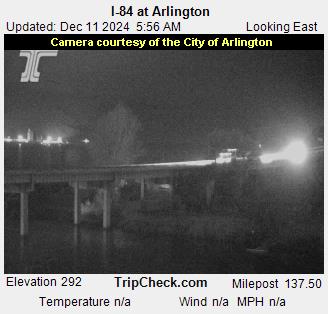 I-84 at Arlington
Updated: Dec 11 2024 5:56 AM Looking East
Camera courtesy of the City of Arlington
Elevation 292 TripCheck.com Milepost 137.50
Temperature n/a Wind n/a MPH n/a